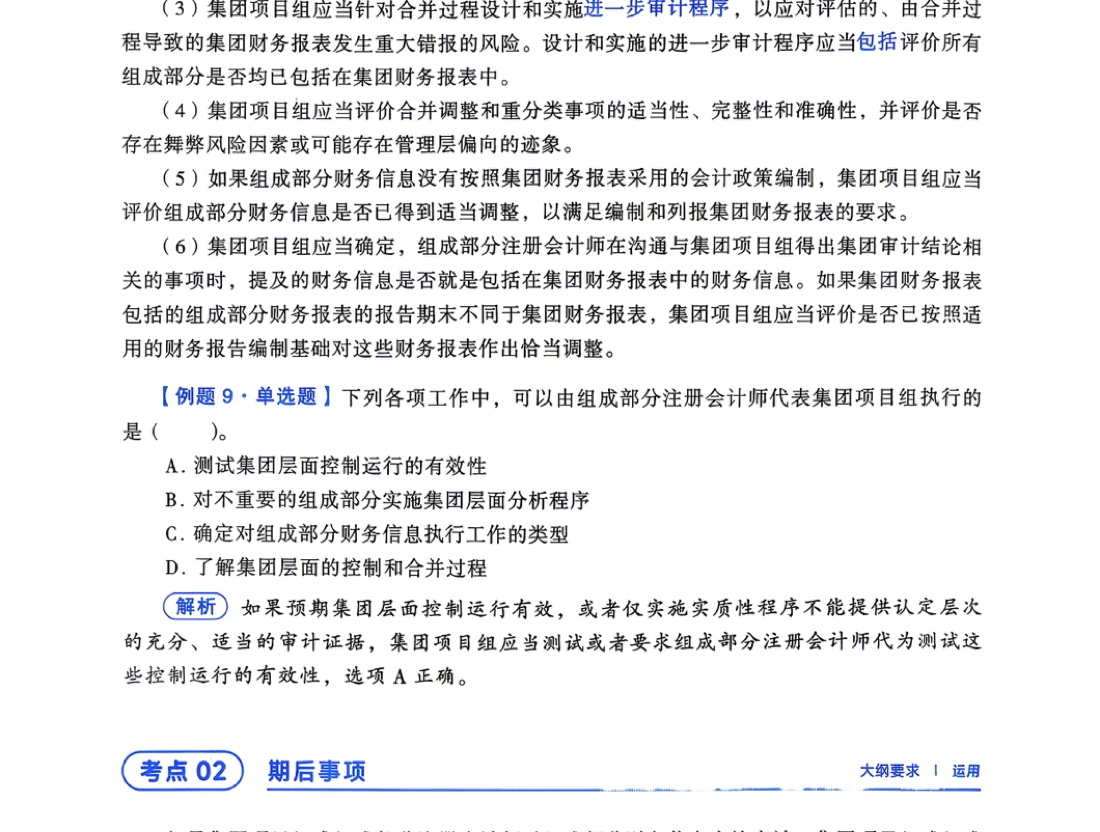 （3）集团项目组应当针对合并过程设计和实施进一步审计程序，以应对评估的、由合并过
程导致的集团财务报表发生重大错报的风险。设计和实施的进一步审计程序应当包括评价所有
组成部分是否均已包括在集团财务报表中。
（4）集团项目组应当评价合并调整和重分类事项的适当性、完整性和准确性，并评价是否
存在舞弊风险因素或可能存在管理层偏向的迹象。
（5）如果组成部分财务信息没有按照集团财务报表采用的会计政策编制，集团项目组应当
评价组成部分财务信息是否已得到适当调整，以满足编制和列报集团财务报表的要求。
（6）集团项目组应当确定，组成部分注册会计师在沟通与集团项目组得出集团审计结论相
关的事项时，提及的财务信息是否就是包括在集团财务报表中的财务信息。如果集团财务报表
包括的组成部分财务报表的报告期末不同于集团财务报表，集团项目组应当评价是否已按照适
用的财务报告编制基础对这些财务报表作出恰当调整。
【例题9·单选题】下列各项工作中，可以由组成部分注册会计师代表集团项目组执行的
是（　　）。
A. 测试集团层面控制运行的有效性
B. 对不重要的组成部分实施集团层面分析程序
C. 确定对组成部分财务信息执行工作的类型
D. 了解集团层面的控制和合并过程
解析 如果预期集团层面控制运行有效，或者仅实施实质性程序不能提供认定层次
的充分、适当的审计证据，集团项目组应当测试或者要求组成部分注册会计师代为测试这
些控制运行的有效性，选项 A 正确。
考点 02 期后事项 大纲要求 | 运用